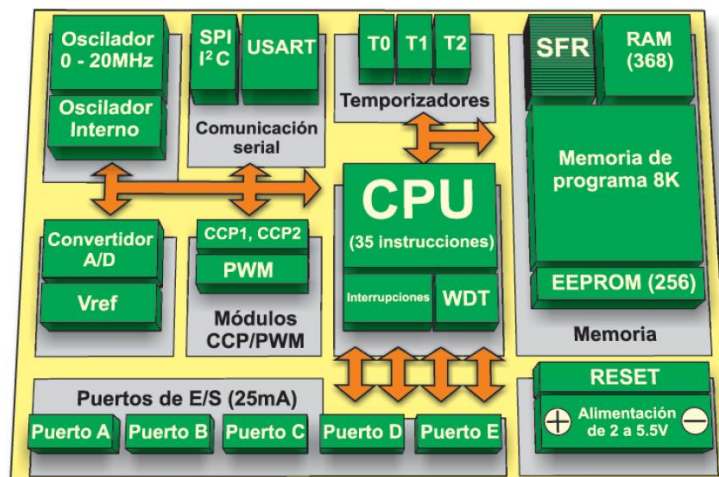 Oscilador
0 - 20MHz
Oscilador
Interno
SPI
I²C
USART
Comunicación
serial
T0
T1
T2
Temporizadores
SFR
RAM
(368)
Memoria de
programa 8K
EEPROM (256)
Memoria
CPU
(35 instrucciones)
Interrupciones
WDT
Convertidor
A/D
Vref
CCP1, CCP2
PWM
Módulos
CCP/PWM
Puertos de E/S (25mA)
Puerto A
Puerto B
Puerto C
Puerto D
Puerto E
RESET
+
Alimentación
de 2 a 5.5V
−